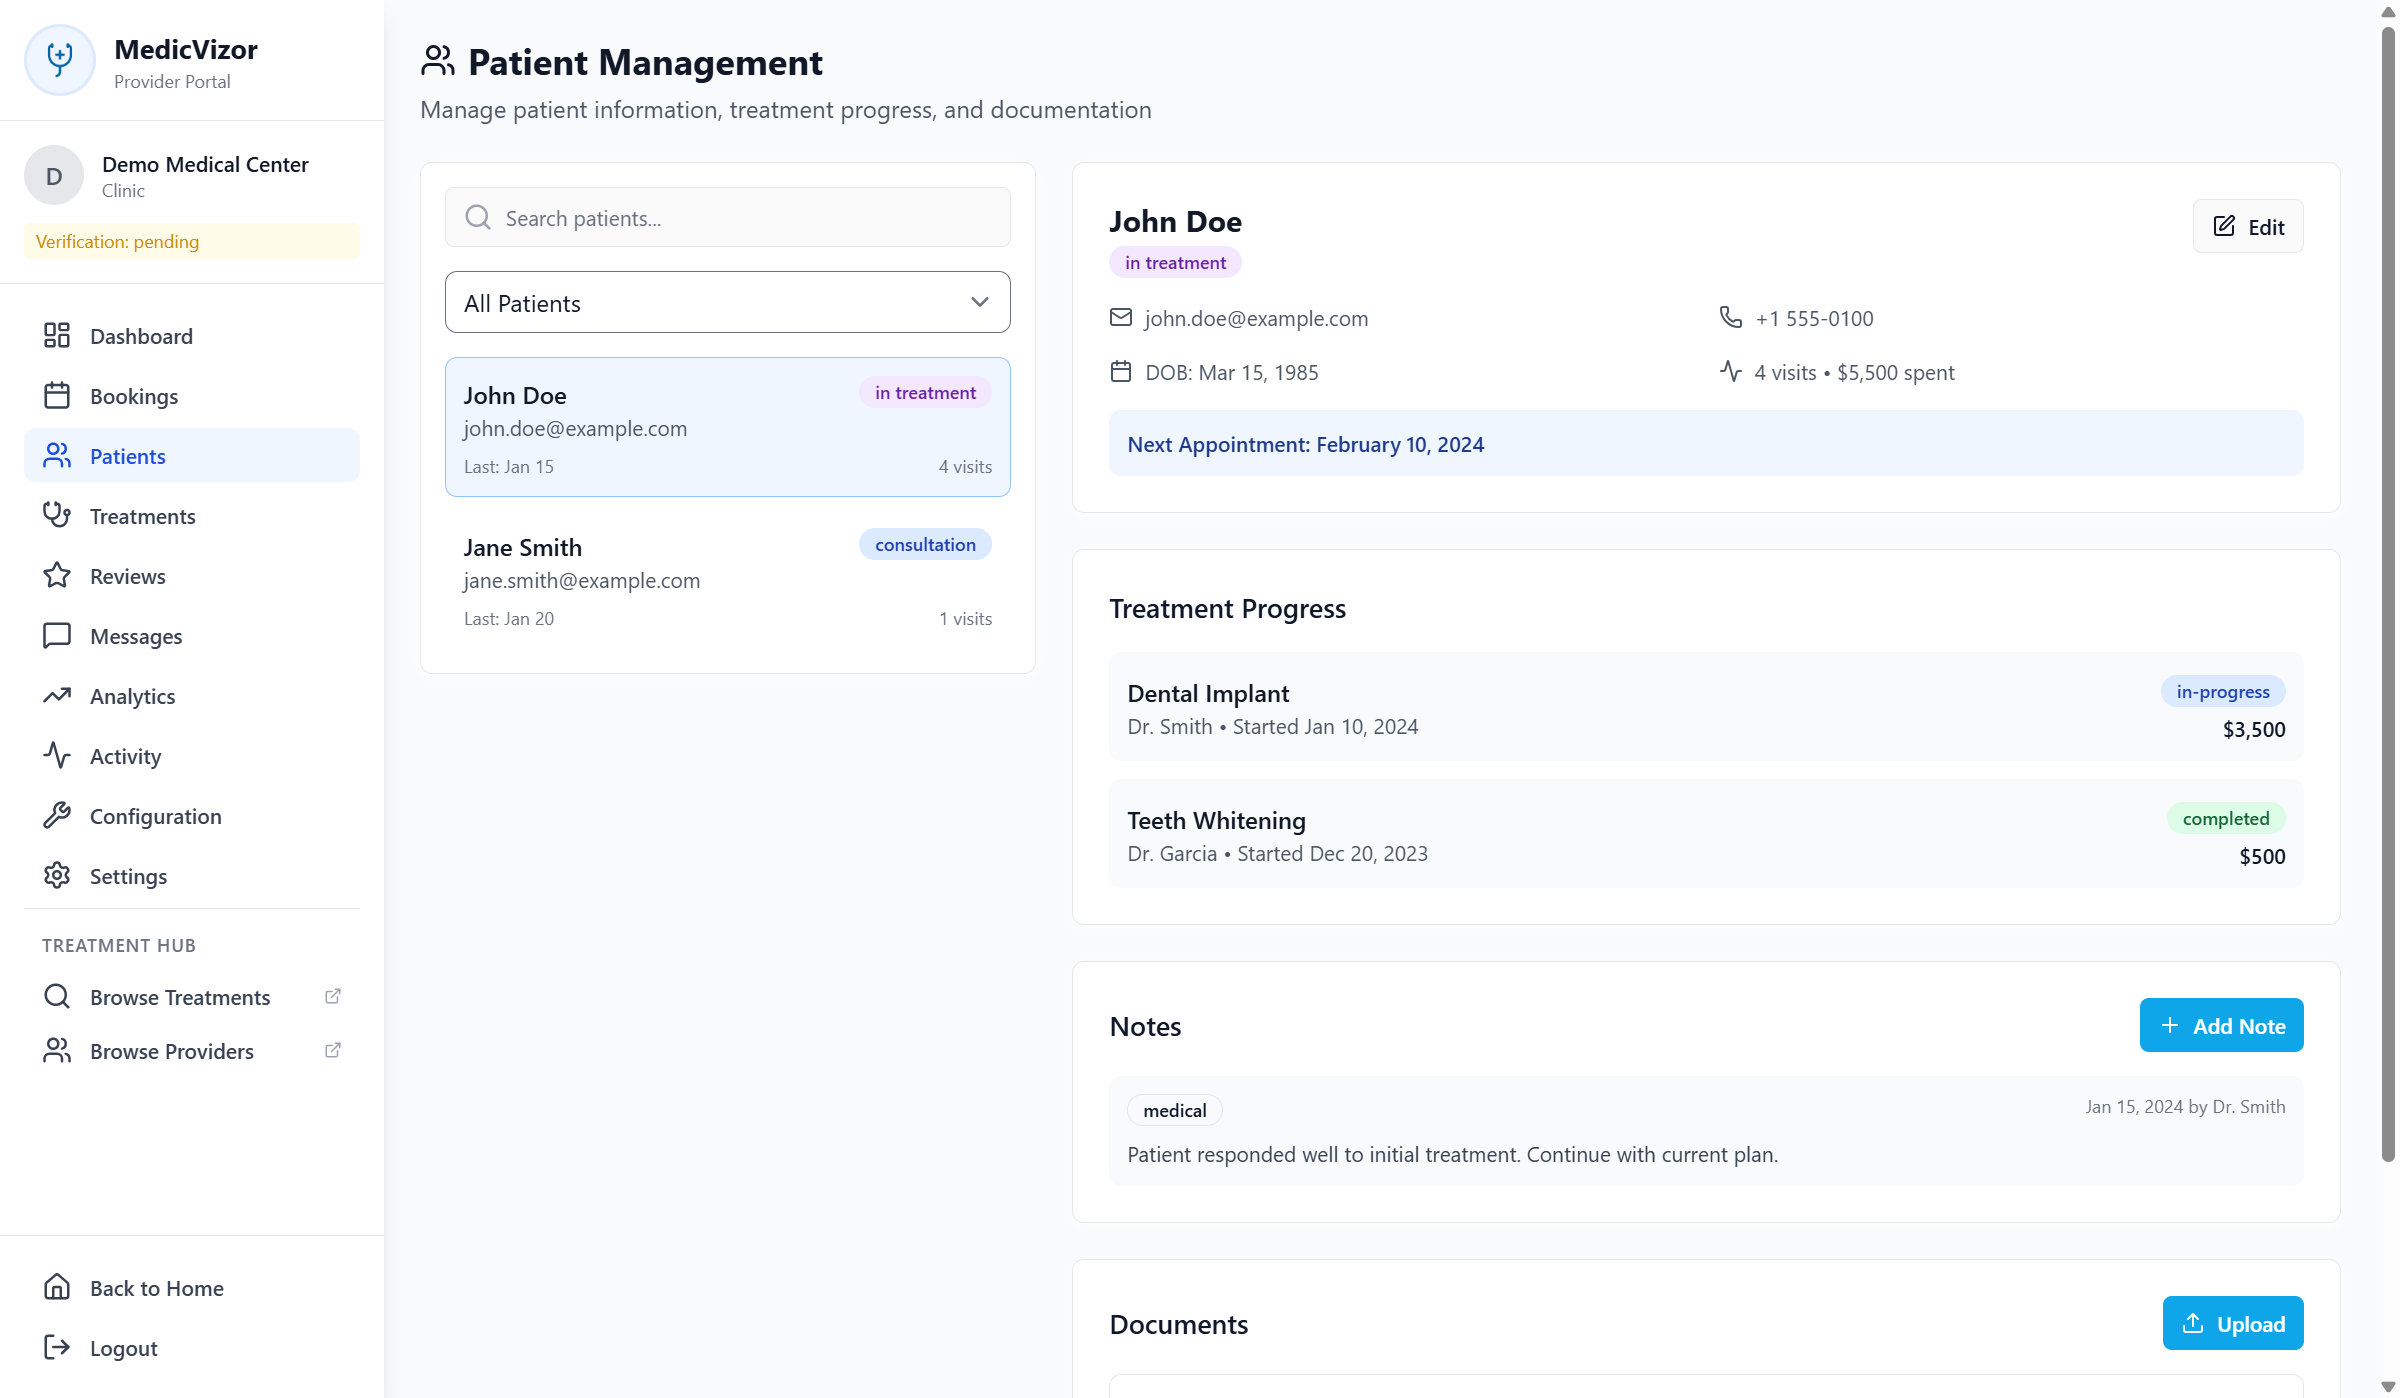 MedicVizor
Provider Portal
D
Demo Medical Center
Clinic
Verification: pending
Dashboard
Bookings
Patients
Treatments
Reviews
Messages
Analytics
Activity
Configuration
Settings
TREATMENT HUB
Browse Treatments
Browse Providers
Back to Home
Logout
Patient Management
Manage patient information, treatment progress, and documentation
Search patients...
All Patients
John Doe
in treatment
john.doe@example.com
Last: Jan 15
4 visits
Jane Smith
consultation
jane.smith@example.com
Last: Jan 20
1 visits
John Doe
Edit
in treatment
john.doe@example.com
+1 555-0100
DOB: Mar 15, 1985
4 visits • $5,500 spent
Next Appointment: February 10, 2024
Treatment Progress
Dental Implant
in-progress
Dr. Smith • Started Jan 10, 2024
$3,500
Teeth Whitening
completed
Dr. Garcia • Started Dec 20, 2023
$500
Notes
Add Note
medical
Jan 15, 2024 by Dr. Smith
Patient responded well to initial treatment. Continue with current plan.
Documents
Upload